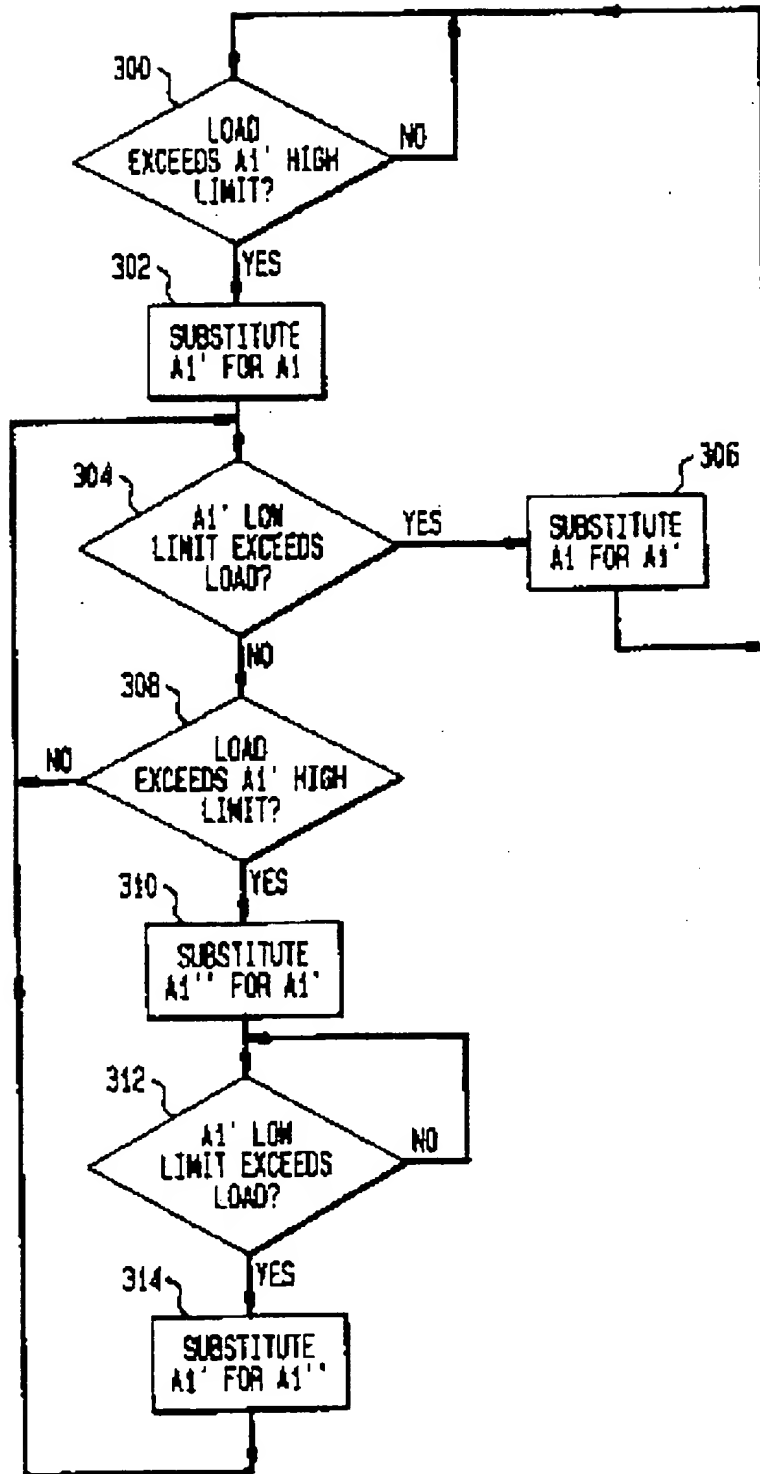 300
LOAD
EXCEEDS A1' HIGH
LIMIT?
NO
YES
302
SUBSTITUTE
A1' FOR A1
304
A1' LOW
LIMIT EXCEEDS
LOAD?
YES
306
SUBSTITUTE
A1 FOR A1'
NO
308
LOAD
EXCEEDS A1' HIGH
LIMIT?
NO
YES
310
SUBSTITUTE
A1'' FOR A1'
312
A1' LOW
LIMIT EXCEEDS
LOAD?
NO
YES
314
SUBSTITUTE
A1' FOR A1''